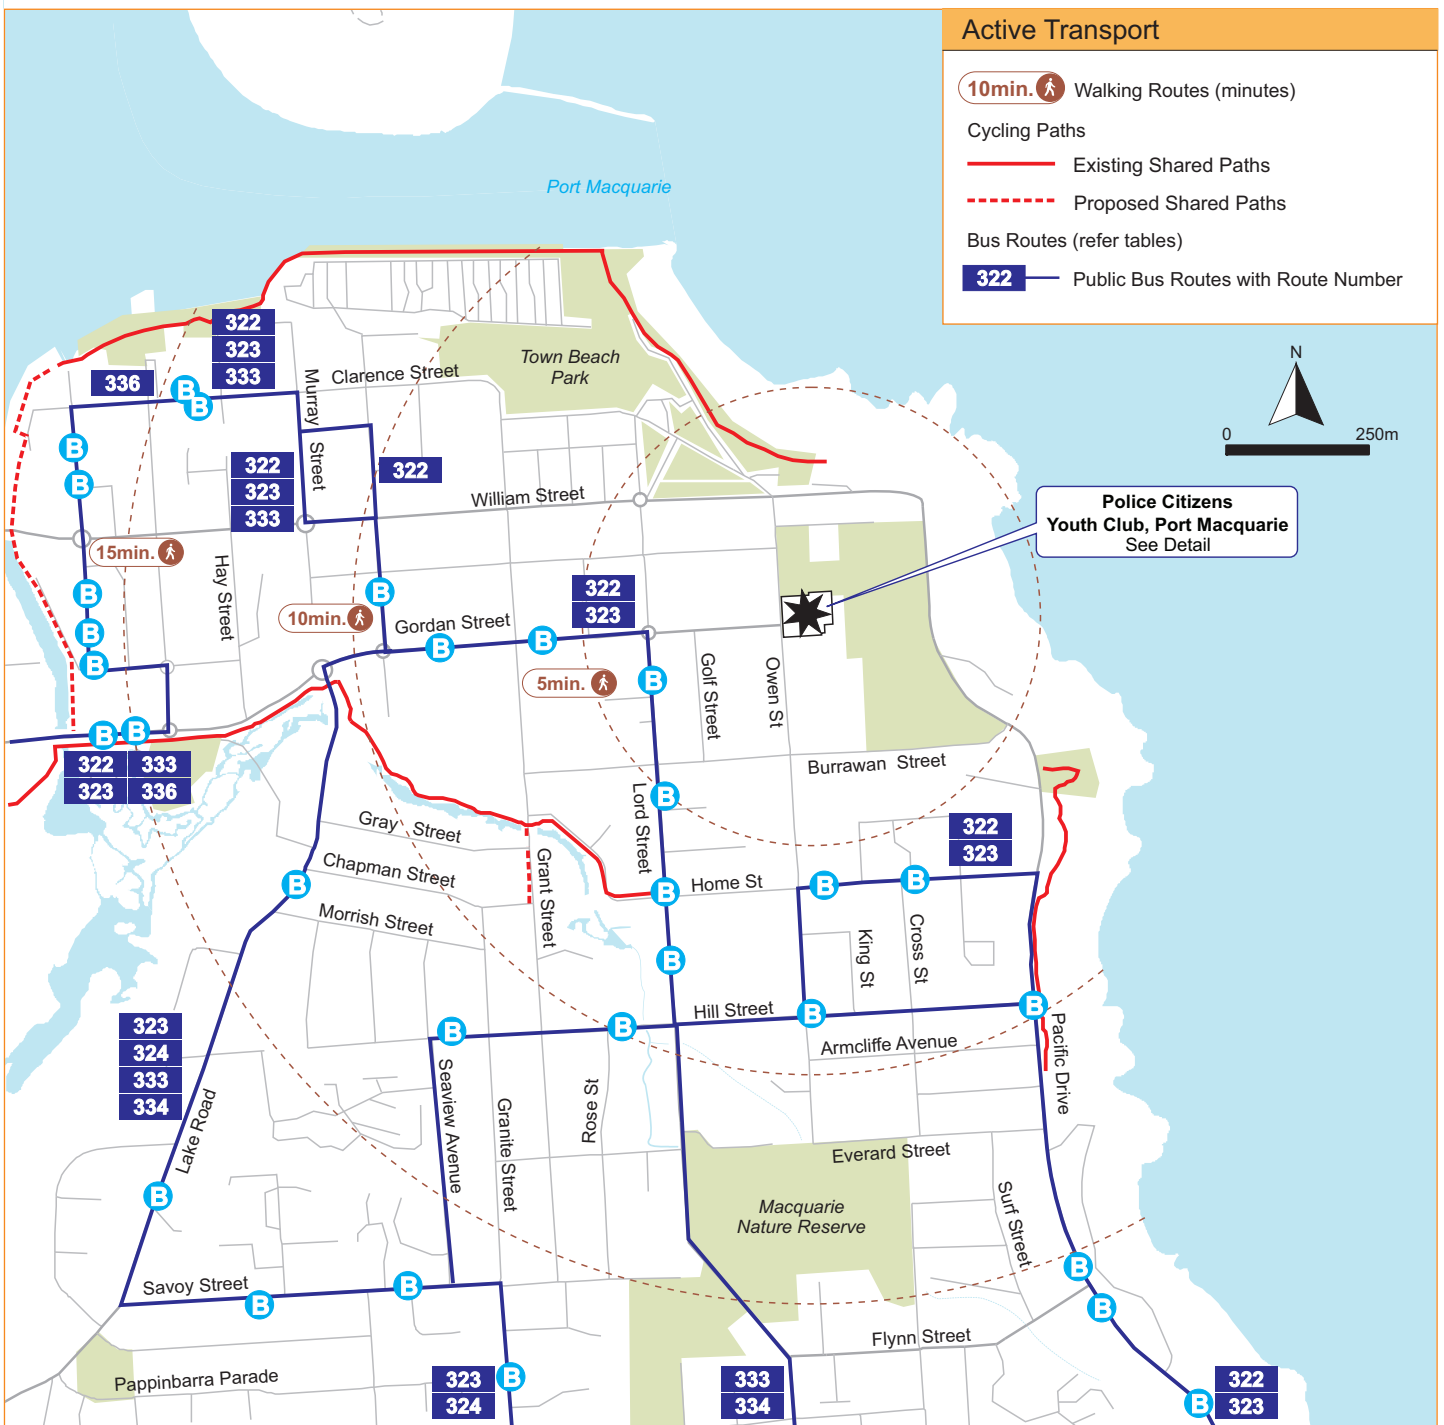 Active Transport
10min.
Walking Routes (minutes)
Cycling Paths
Existing Shared Paths
Proposed Shared Paths
Bus Routes (refer tables)
322
Public Bus Routes with Route Number
Port Macquarie
N
0
250m
Town Beach
Park
322
323
333
336
B
B
Murray
Street
Clarence Street
B
B
322
323
333
322
William Street
Police Citizens
Youth Club, Port Macquarie
See Detail
15min.
Hay Street
B
B
B
10min.
B
Gordan Street
B
B
322
323
5min.
B
Golf Street
Owen St
B
B
322
333
323
336
Burrawan Street
B
Lord Street
Gray Street
Chapman Street
Morrish Street
Grant Street
B
B
Home St
322
323
B
B
King St
Cross St
B
Hill Street
B
B
B
B
Armcliffe Avenue
Pacific Drive
323
324
333
334
Lake Road
Seaview Avenue
Granite Street
Rose St
Everard Street
Macquarie
Nature Reserve
Surf Street
B
B
B
Savoy Street
B
B
Flynn Street
Pappinbarra Parade
323
324
B
333
334
B
322
323